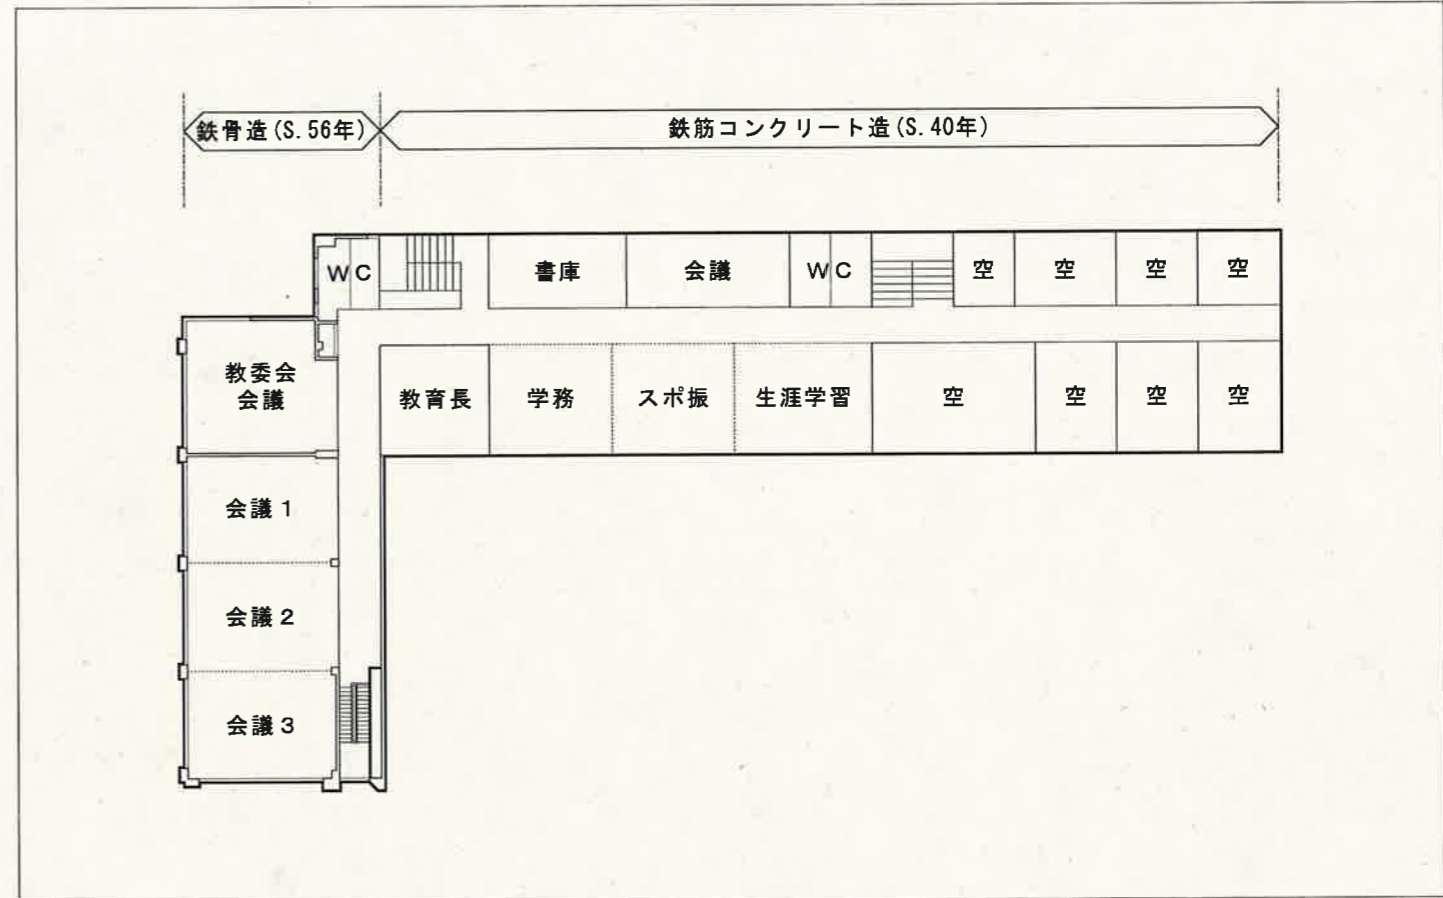 鉄骨造(S.56年)
鉄筋コンクリート造(S.40年)
WC
書庫
会議
WC
空
空
空
空
教委会
会議
教育長
学務
スポ振
生涯学習
空
空
空
空
会議1
会議2
会議3